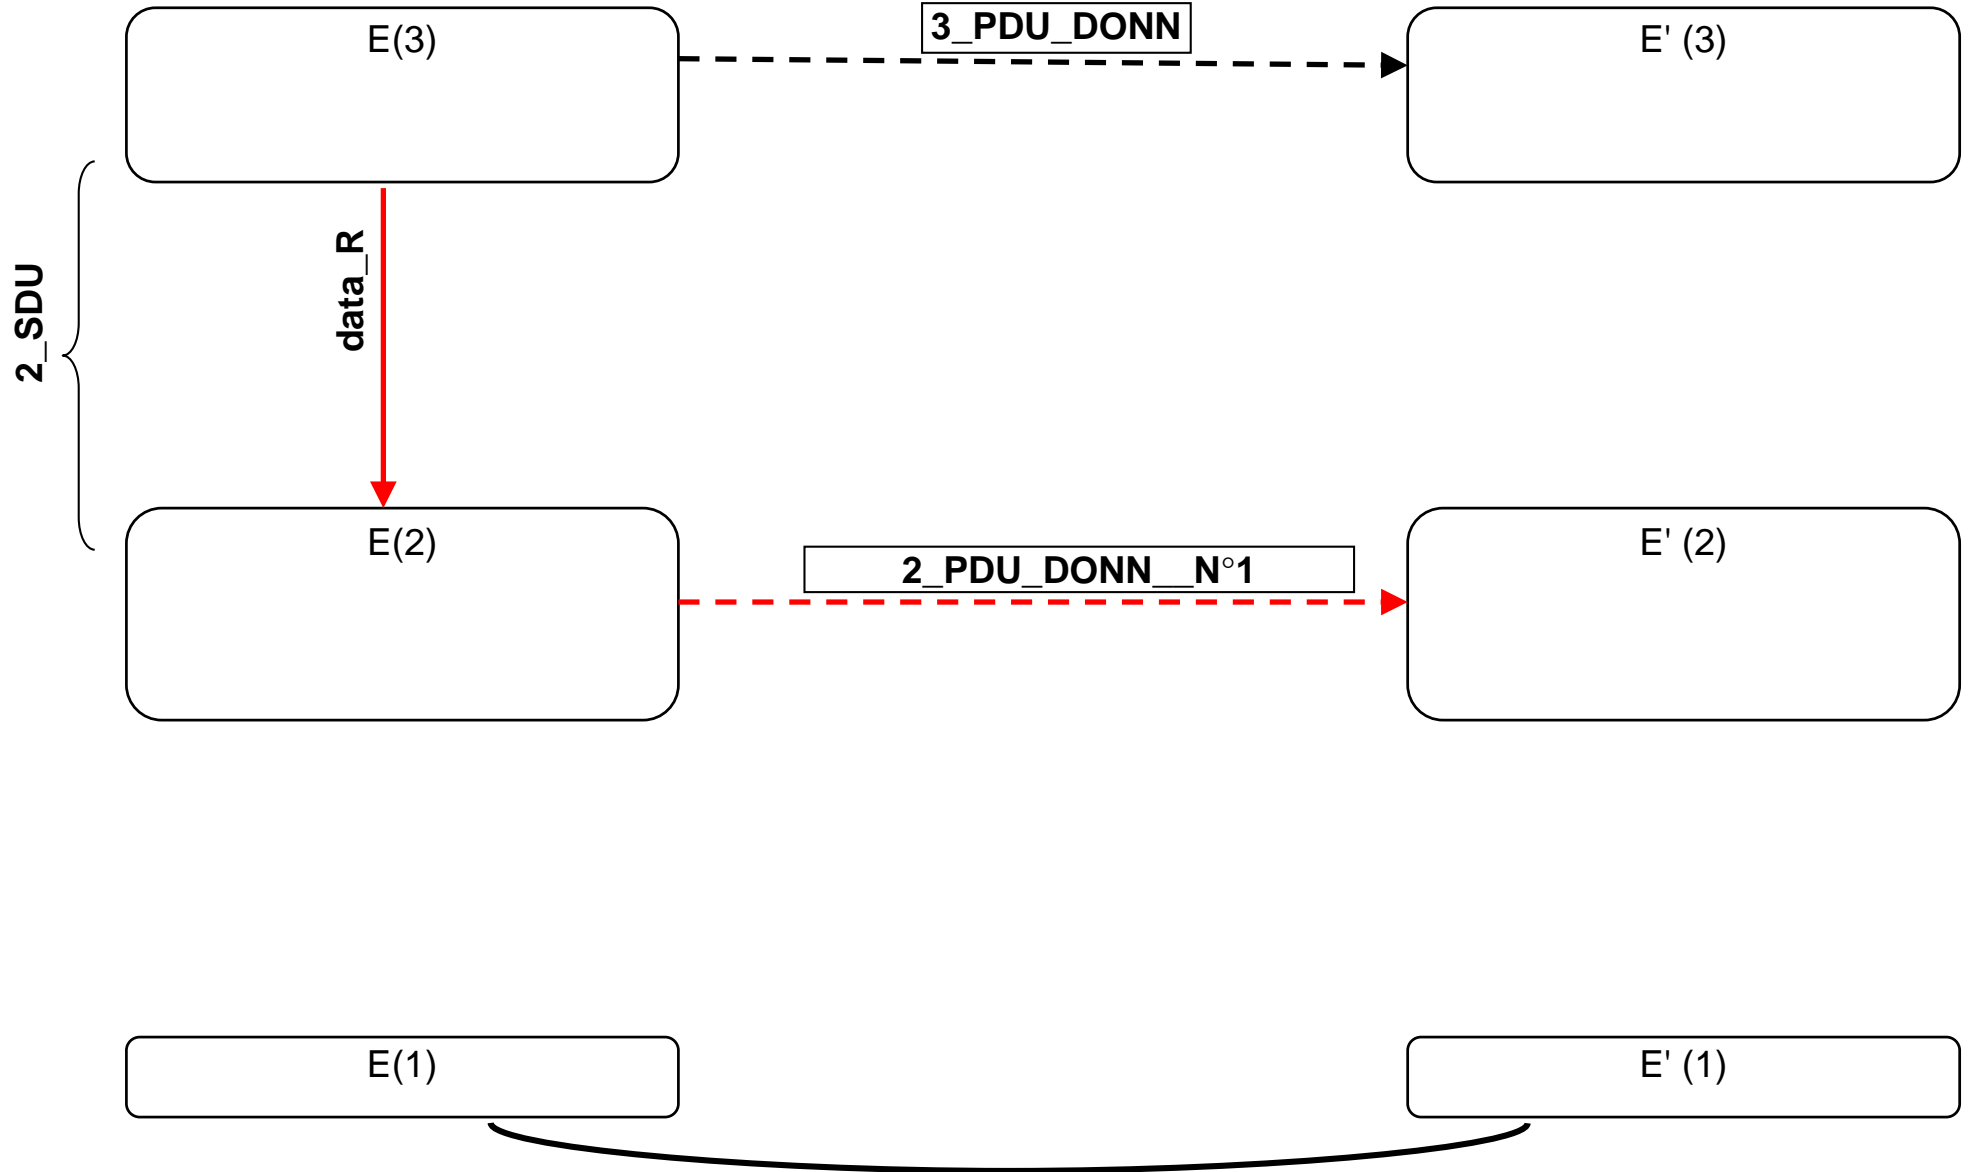 E(3)
3_PDU_DONN
E' (3)
data_R
2_SDU
E(2)
2_PDU_DONN__N°1
E' (2)
E(1)
E' (1)